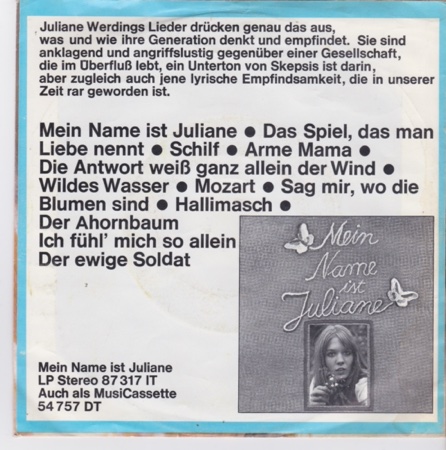 Juliane Werdings Lieder drücken genau das aus,
was und wie ihre Generation denkt und empfindet. Sie sind
anklagend und angriffslustig gegenüber einer Gesellschaft,
die im Überfluß lebt, ein Unterton von Skepsis ist darin,
aber zugleich auch jene lyrische Empfindsamkeit, die in unserer
Zeit rar geworden ist.
Mein Name ist Juliane ● Das Spiel, das man
Liebe nennt ● Schilf ● Arme Mama ●
Die Antwort weiß ganz allein der Wind ●
Wildes Wasser ● Mozart ● Sag mir, wo die
Blumen sind ● Hallimasch ●
Der Ahornbaum
Ich fühl' mich so allein
Der ewige Soldat
Mein
Name
ist
Juliane
Mein Name ist Juliane
LP Stereo 87 317 IT
Auch als MusiCassette
54 757 DT